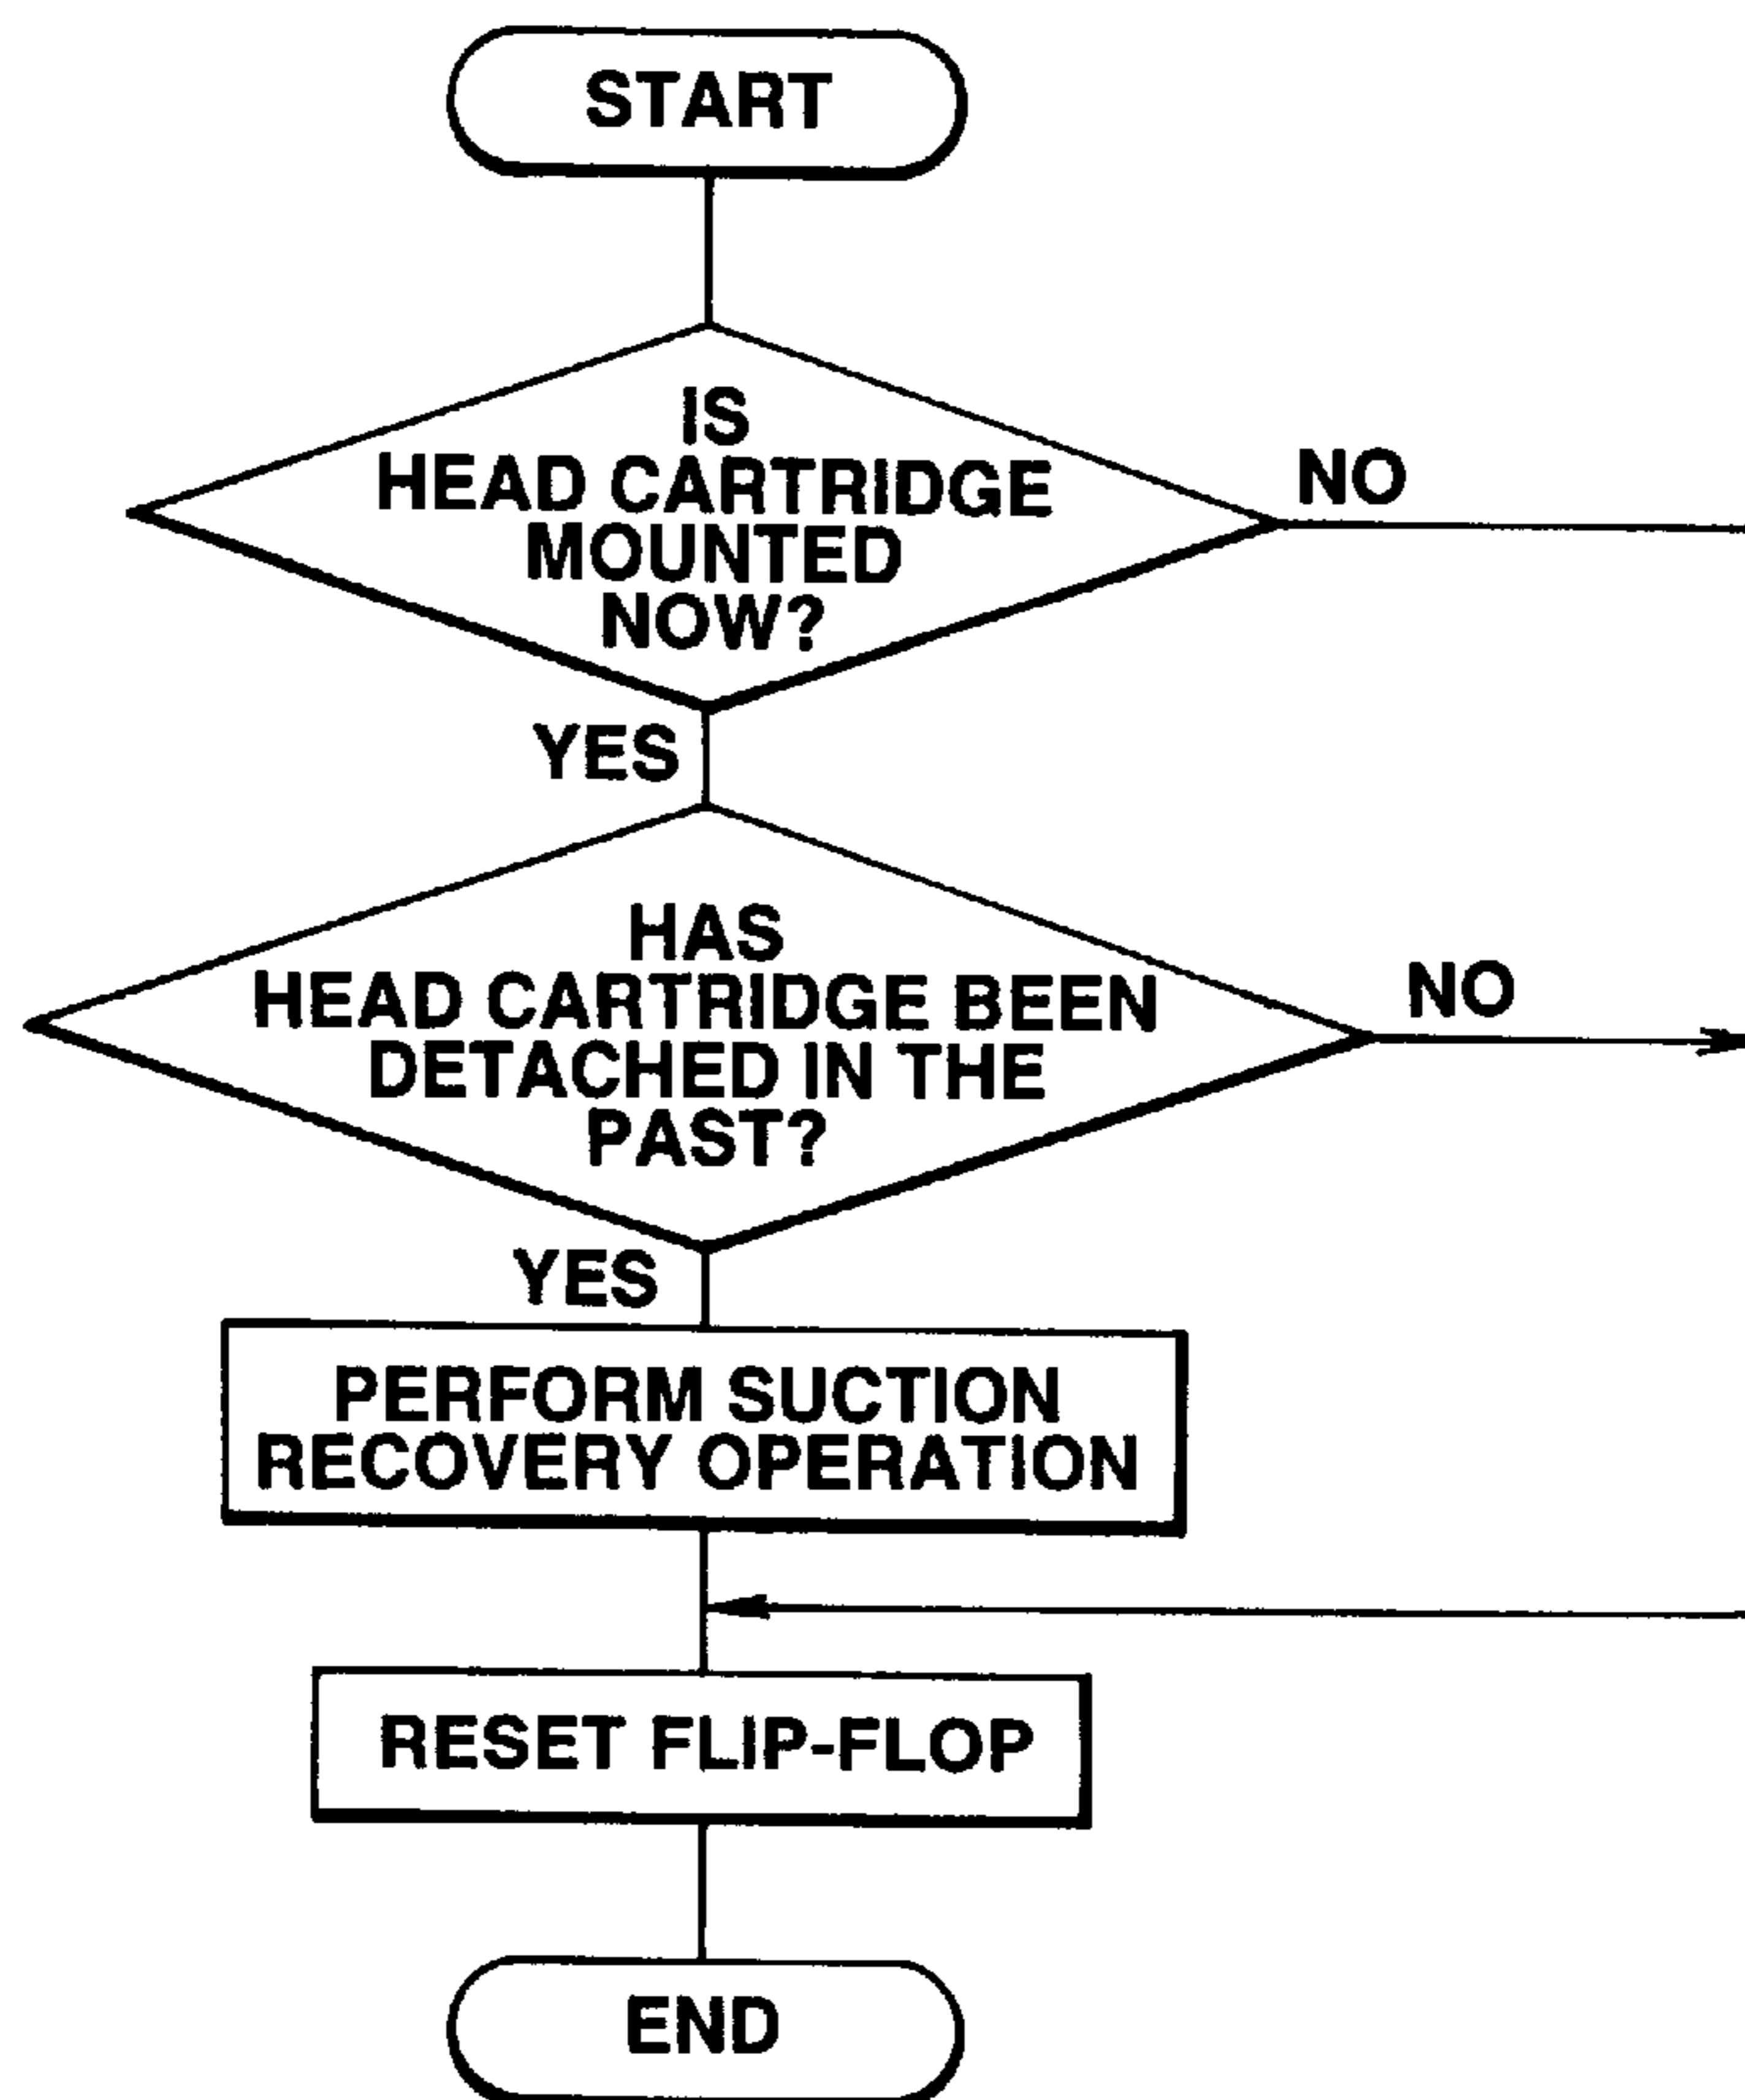 START
IS
HEAD CARTRIDGE
MOUNTED
NOW?
NO
YES
HAS
HEAD CARTRIDGE BEEN
DETACHED IN THE
PAST?
NO
YES
PERFORM SUCTION
RECOVERY OPERATION
RESET FLIP-FLOP
END